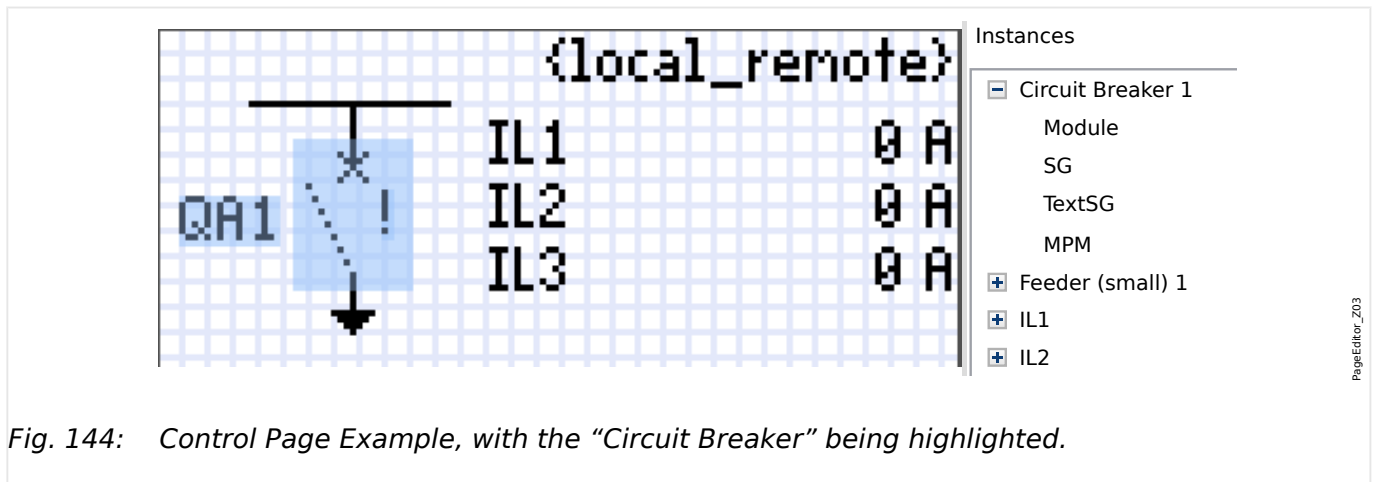 {local_remote}
IL1 0 A
QA1 ! IL2 0 A
IL3 0 A
Instances
Circuit Breaker 1
Module
SG
TextSG
MPM
Feeder (small) 1
IL1
IL2
PageEditor_Z03
Fig. 144: Control Page Example, with the “Circuit Breaker” being highlighted.